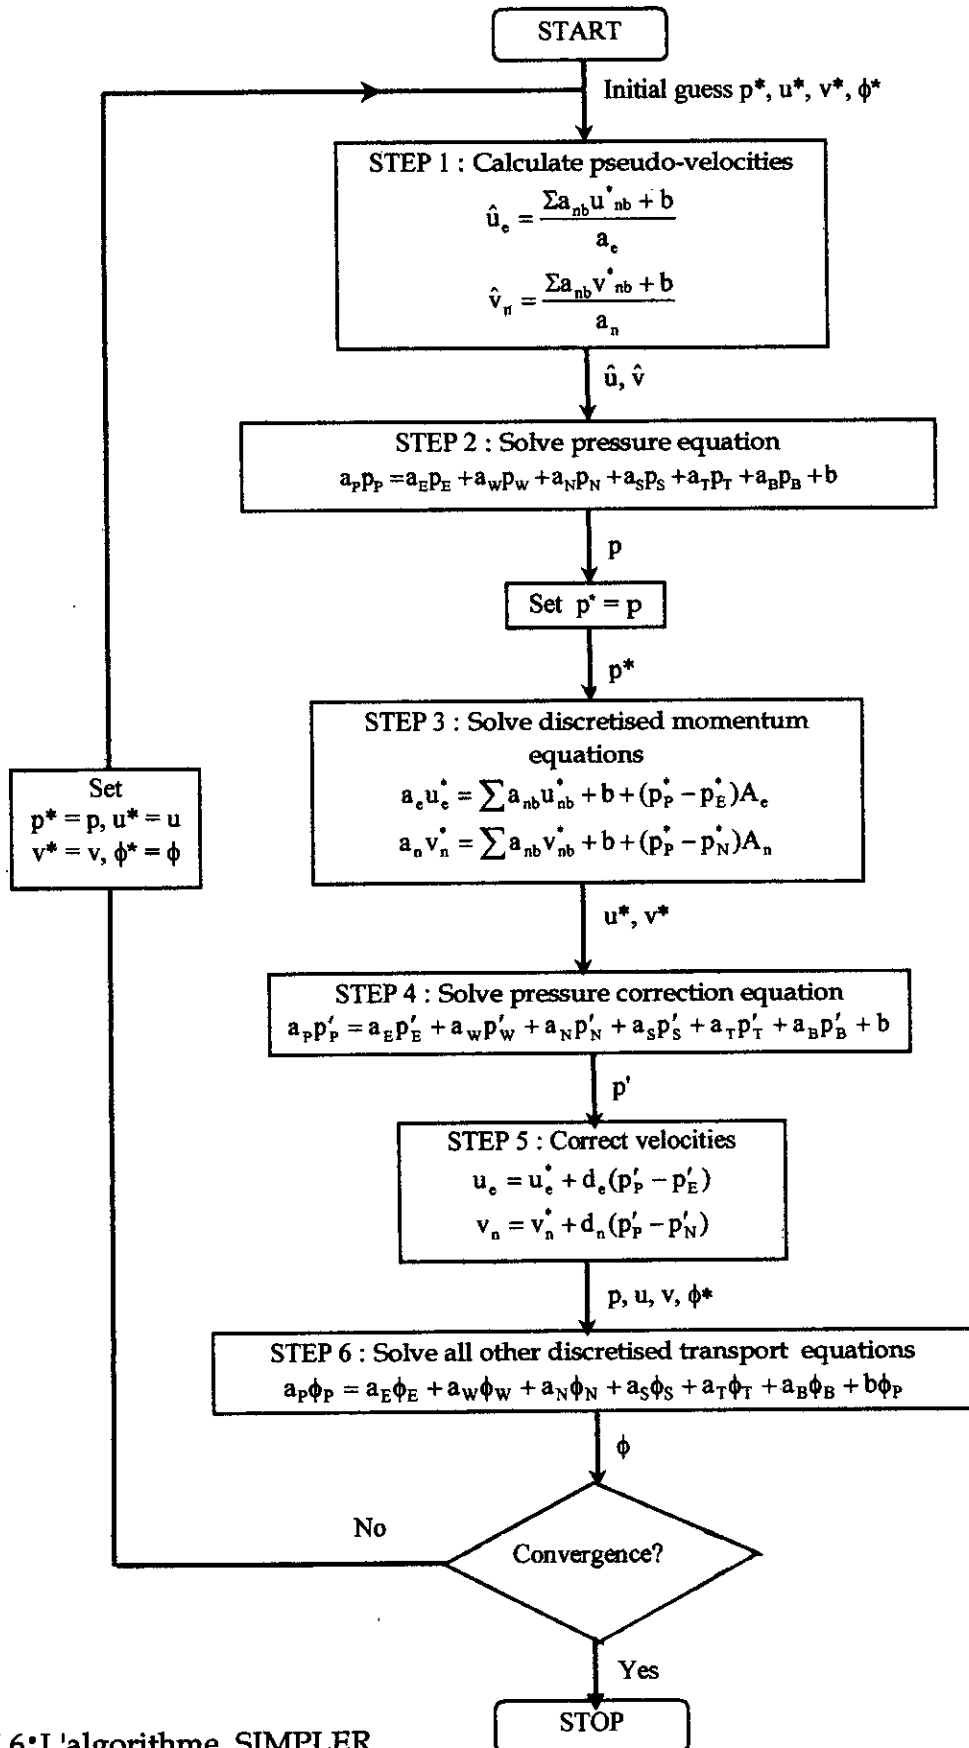 START
Initial guess p*, u*, v*, ϕ*
STEP 1 : Calculate pseudo-velocities
û_e = (Σa_nb u*_nb + b) / a_e
v̂_n = (Σa_nb v*_nb + b) / a_n
û, v̂
STEP 2 : Solve pressure equation
a_P p_P = a_E p_E + a_W p_W + a_N p_N + a_S p_S + a_T p_T + a_B p_B + b
p
Set p* = p
p*
STEP 3 : Solve discretised momentum
equations
a_e u*_e = ∑ a_nb u*_nb + b + (p*_P − p*_E)A_e
a_n v*_n = ∑ a_nb v*_nb + b + (p*_P − p*_N)A_n
Set
p* = p, u* = u
v* = v, ϕ* = ϕ
u*, v*
STEP 4 : Solve pressure correction equation
a_P p′_P = a_E p′_E + a_W p′_W + a_N p′_N + a_S p′_S + a_T p′_T + a_B p′_B + b
p'
STEP 5 : Correct velocities
u_e = u*_e + d_e(p′_P − p′_E)
v_n = v*_n + d_n(p′_P − p′_N)
p, u, v, ϕ*
STEP 6 : Solve all other discretised transport equations
a_P ϕ_P = a_E ϕ_E + a_W ϕ_W + a_N ϕ_N + a_S ϕ_S + a_T ϕ_T + a_B ϕ_B + bϕ_P
ϕ
No
Convergence?
Yes
STOP
6: L'algorithme SIMPLER